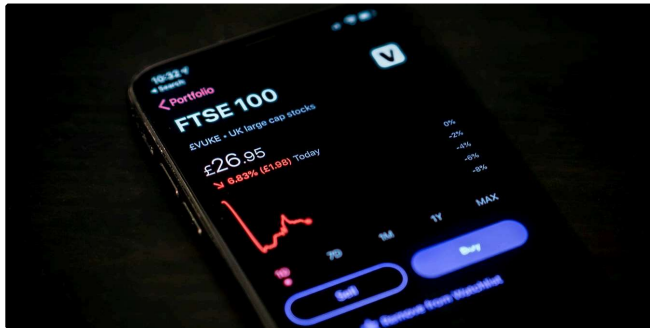 10:32
Search
Portfolio
V
FTSE 100
£VUKE • UK large cap stocks
£26.95
6.83% (£1.98) Today
0%
-2%
-4%
-6%
-8%
1D
7D
1M
1Y
MAX
Sell
Buy
Remove from Watchlist